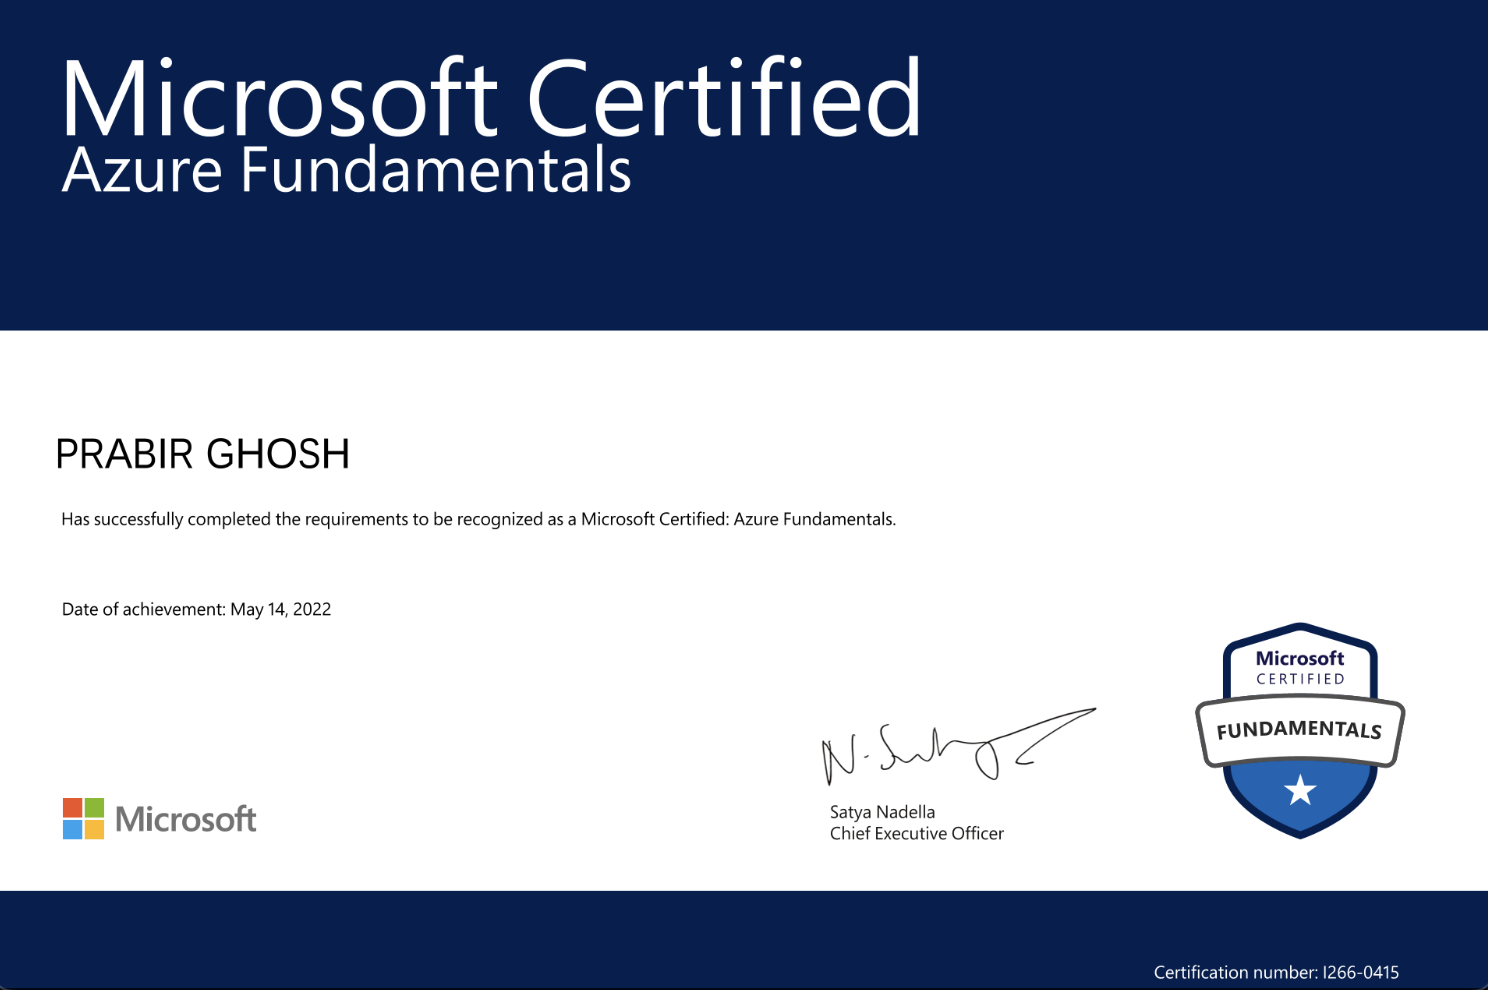 Microsoft Certified
Azure Fundamentals
PRABIR GHOSH
Has successfully completed the requirements to be recognized as a Microsoft Certified: Azure Fundamentals.
Date of achievement: May 14, 2022
Microsoft
CERTIFIED
FUNDAMENTALS
N. Satya
Satya Nadella
Chief Executive Officer
Microsoft
Certification number: I266-0415